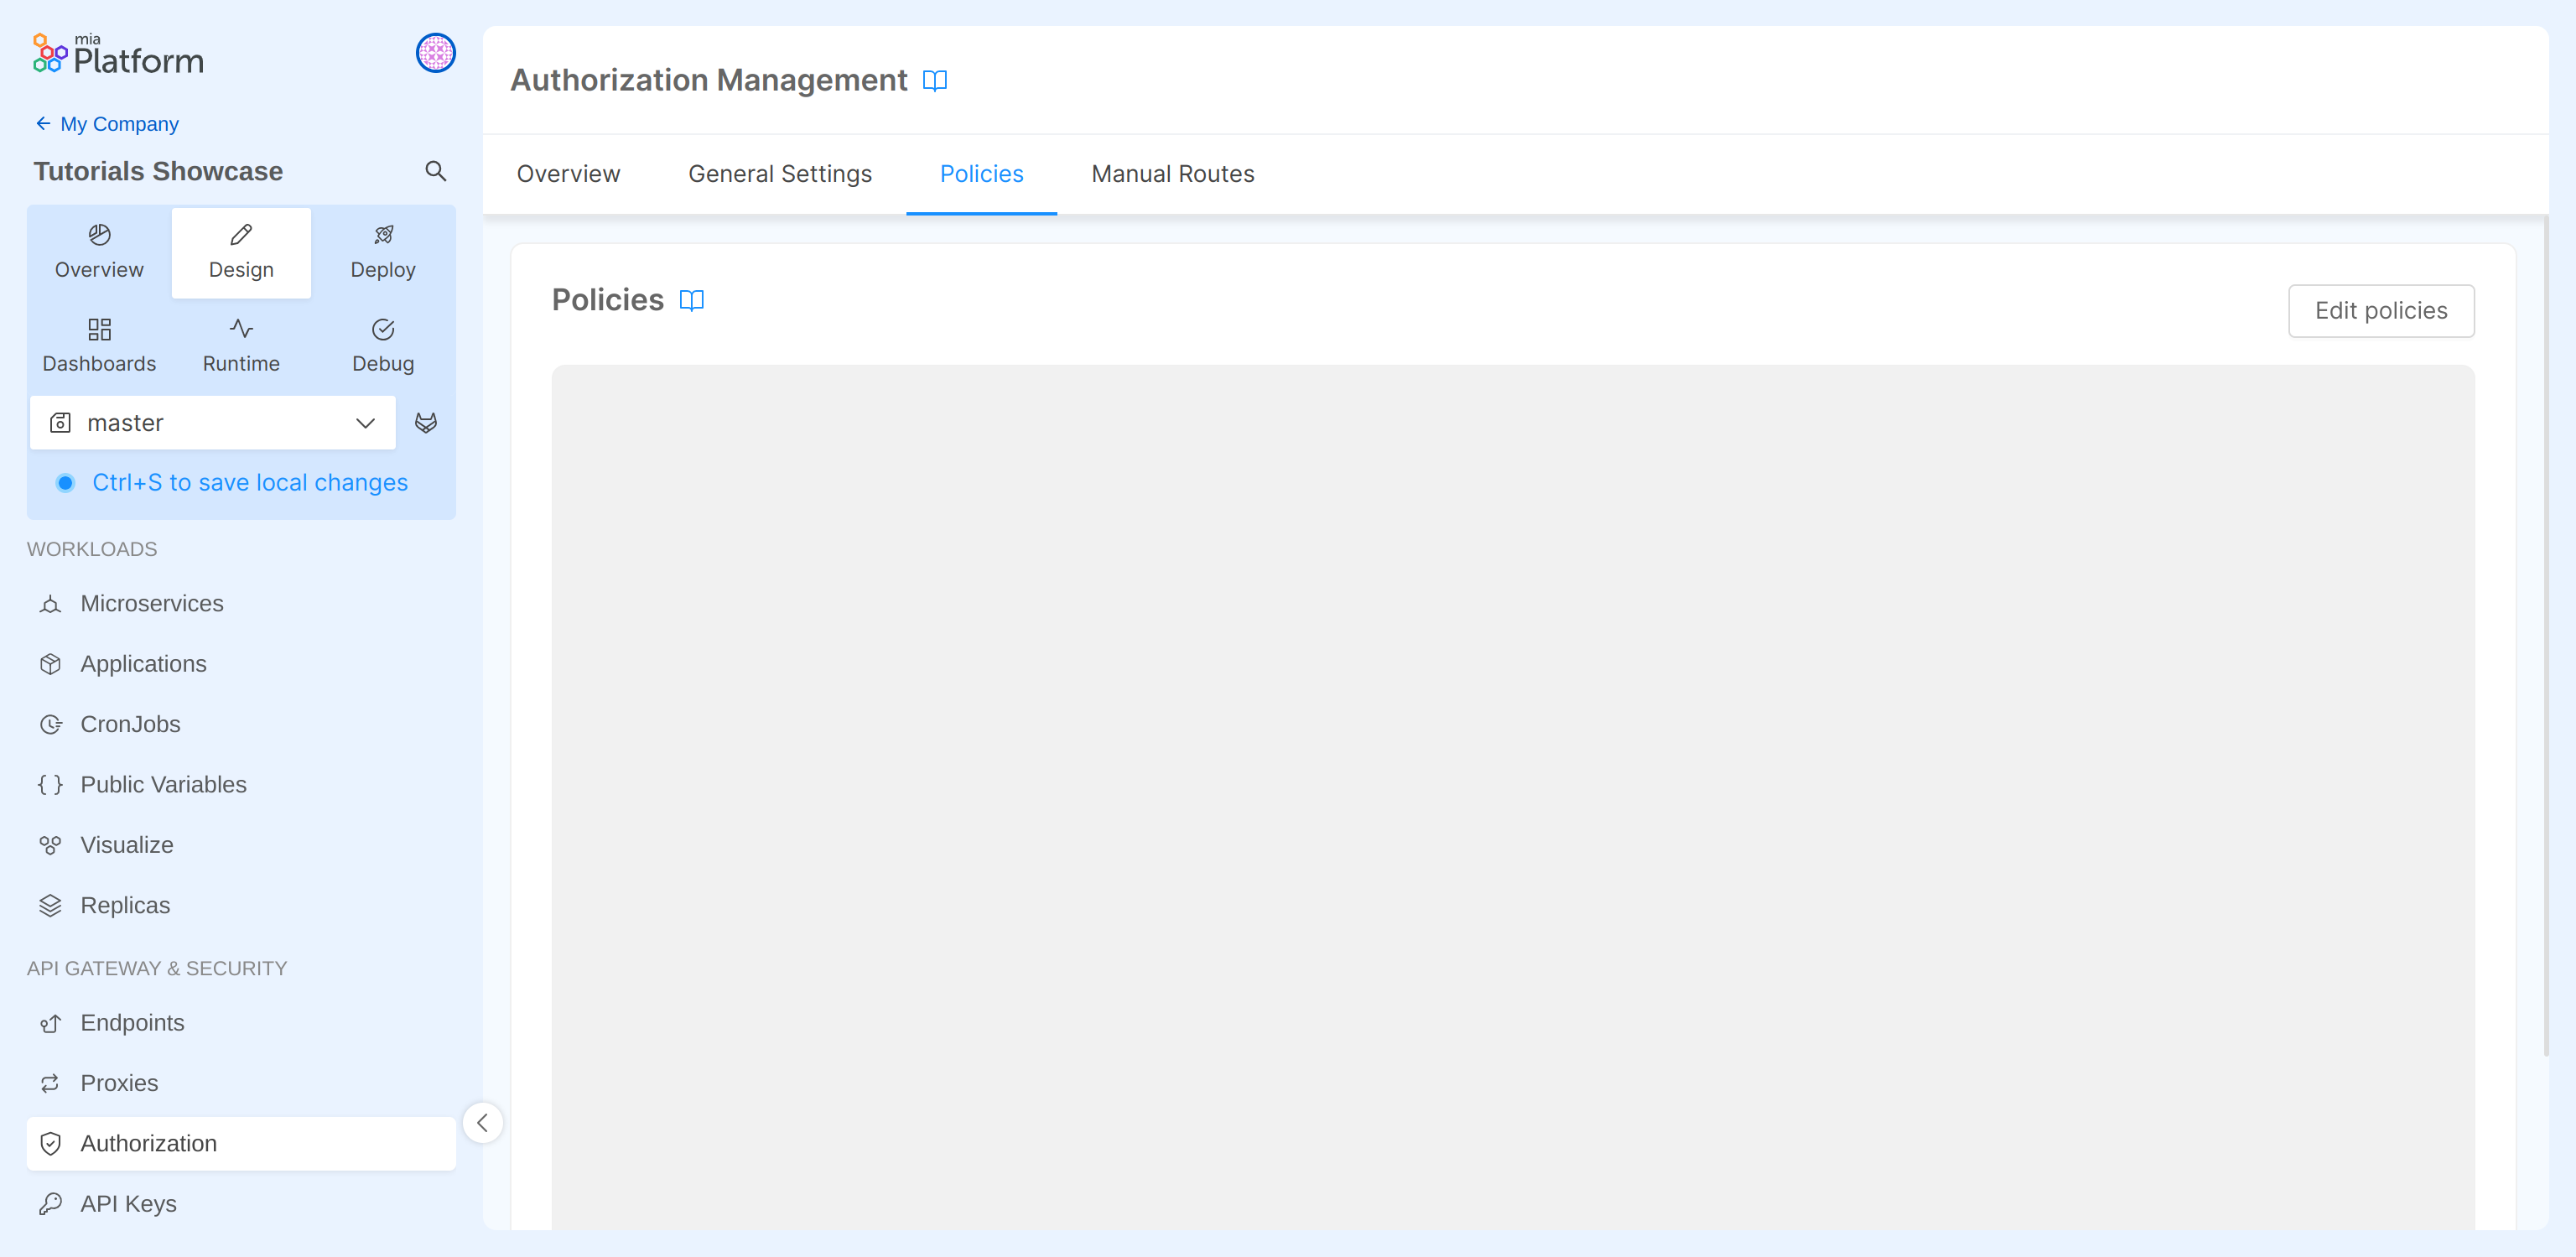 mia
Platform
My Company
Tutorials Showcase
Overview
Design
Deploy
Dashboards
Runtime
Debug
master
Ctrl+S to save local changes
WORKLOADS
Microservices
Applications
CronJobs
Public Variables
Visualize
Replicas
API GATEWAY & SECURITY
Endpoints
Proxies
Authorization
API Keys
Authorization Management
Overview
General Settings
Policies
Manual Routes
Policies
Edit policies